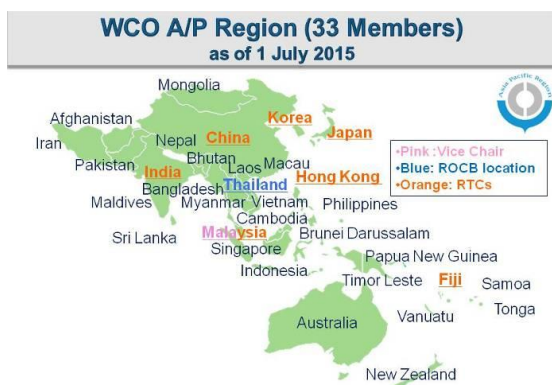 WCO A/P Region (33 Members)
as of 1 July 2015
Asia Pacific Region
Mongolia
Korea
Afghanistan
Japan
Iran
Nepal
China
•Pink :Vice Chair
•Blue: ROCB location
•Orange: RTCs
Pakistan
India
Bhutan
Laos
Macau
Hong Kong
Bangladesh
Thailand
Maldives
Myanmar
Vietnam
Philippines
Cambodia
Sri Lanka
Malaysia
Brunei Darussalam
Singapore
Papua New Guinea
Indonesia
Timor Leste
Fiji
Samoa
Tonga
Vanuatu
Australia
New Zealand